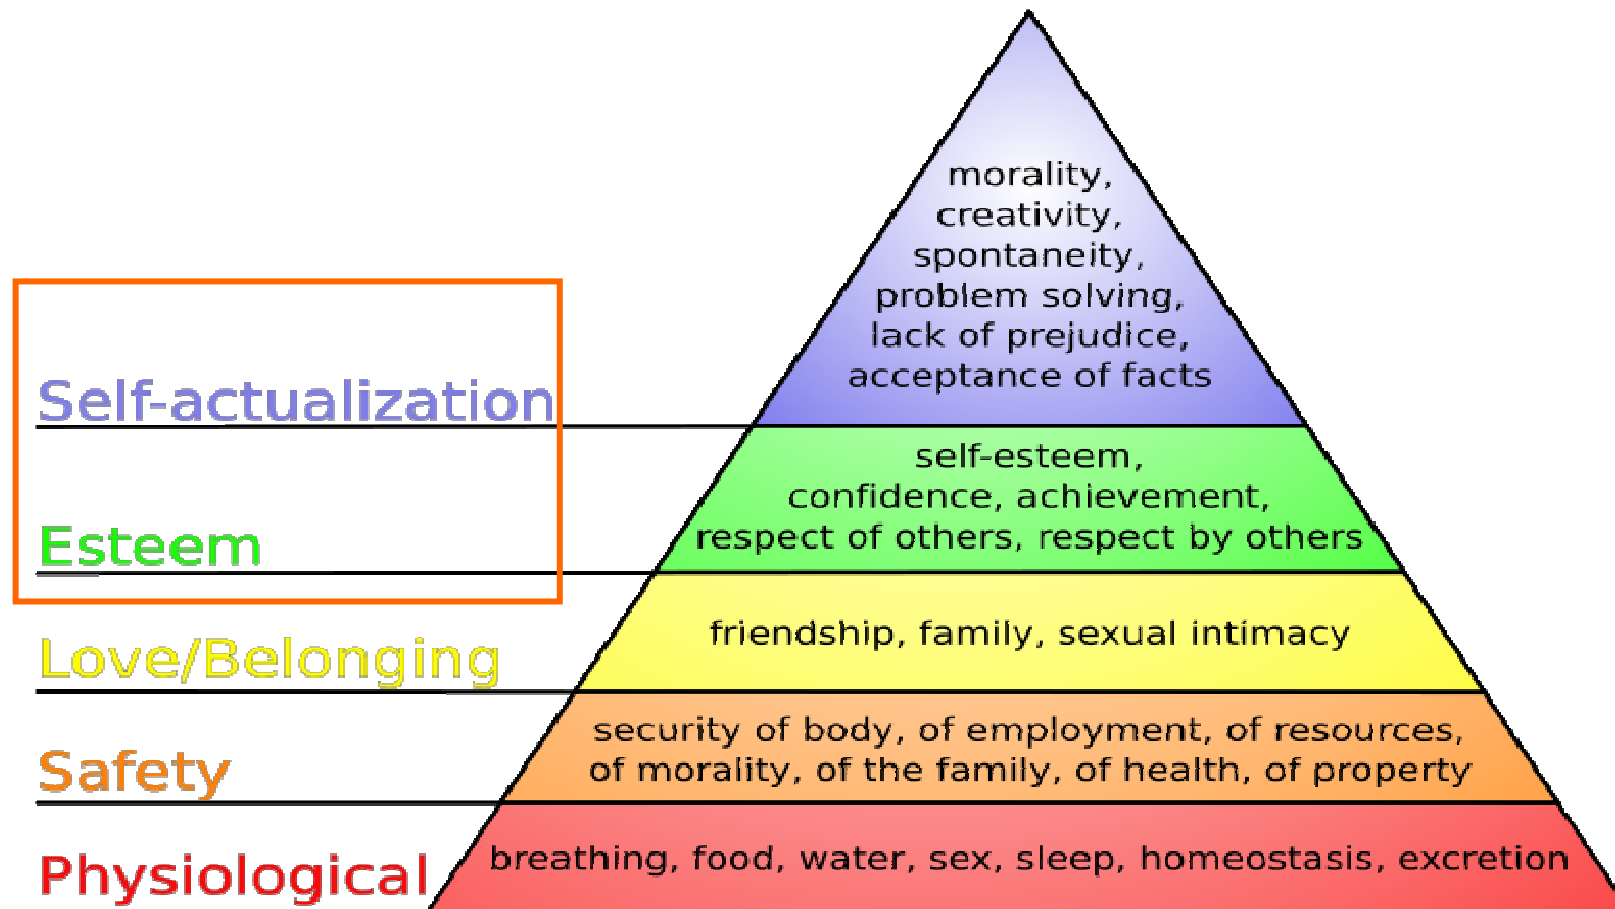 morality,
creativity,
spontaneity,
problem solving,
lack of prejudice,
acceptance of facts
Self-actualization
self-esteem,
confidence, achievement,
respect of others, respect by others
Esteem
friendship, family, sexual intimacy
Love/Belonging
security of body, of employment, of resources,
of morality, of the family, of health, of property
Safety
breathing, food, water, sex, sleep, homeostasis, excretion
Physiological